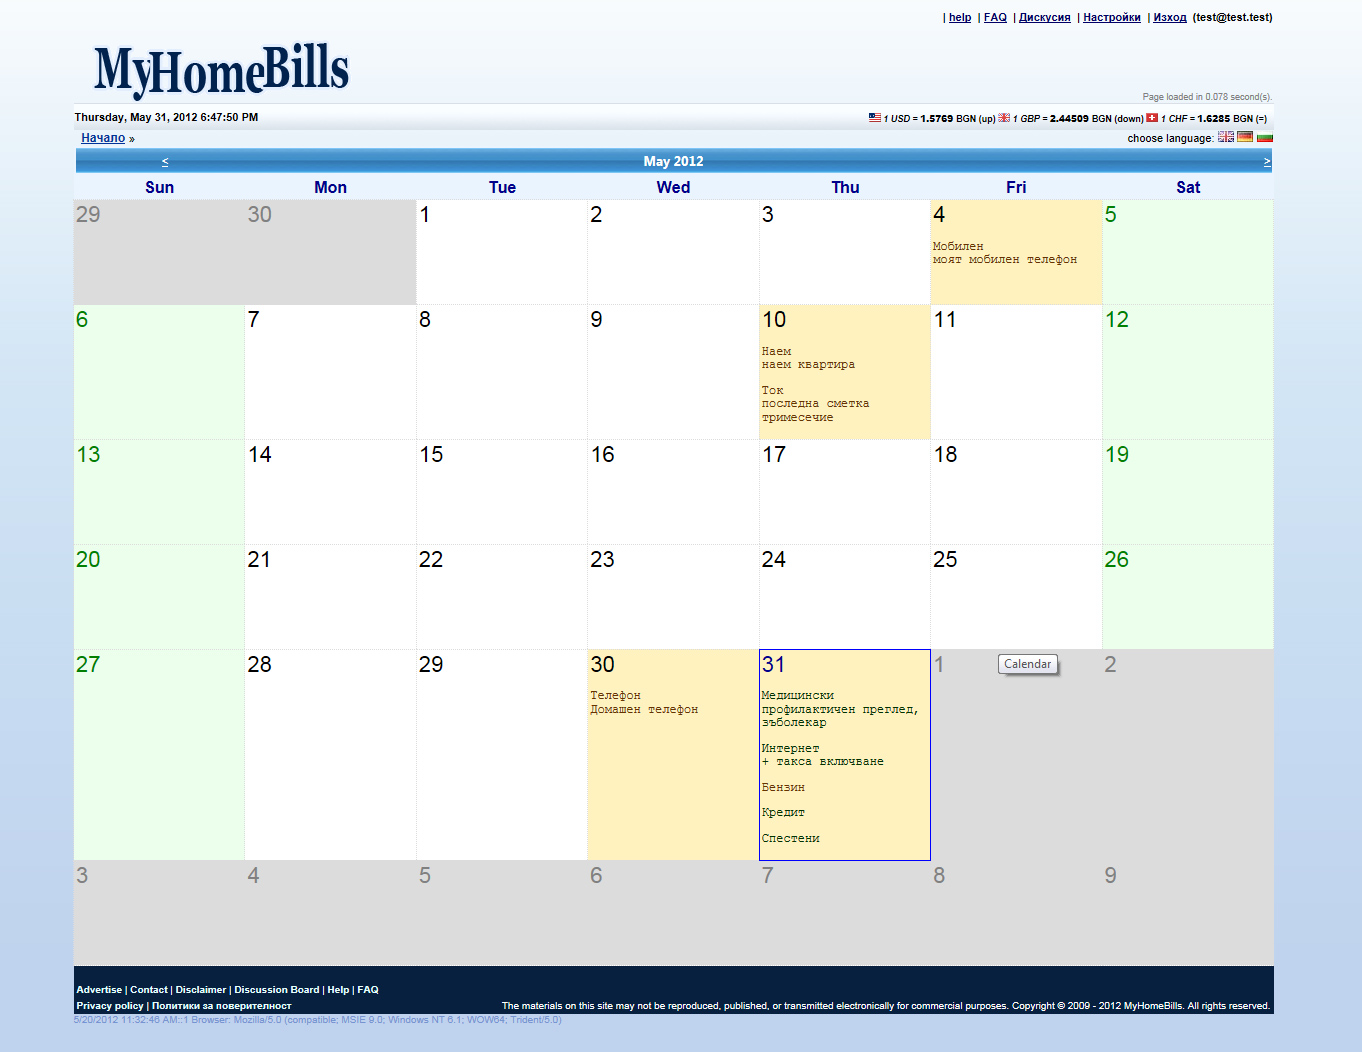 | help | FAQ | Дискусия | Настройки | Изход (test@test.test)
MyHomeBills
Page loaded in 0.078 second(s).
Thursday, May 31, 2012 6:47:50 PM
1 USD = 1.5769 BGN (up) 1 GBP = 2.44509 BGN (down) 1 CHF = 1.6285 BGN (=)
Начало »
choose language:
< May 2012 >
Sun Mon Tue Wed Thu Fri Sat
29 30 1 2 3 4 5
Мобилен
моят мобилен телефон
6 7 8 9 10 11 12
Наем
наем квартира
Ток
последна сметка
тримесечие
13 14 15 16 17 18 19
20 21 22 23 24 25 26
27 28 29 30 31 1 2
Calendar
Телефон
Домашен телефон
Медицински
профилактичен преглед,
зъболекар
Интернет
+ такса включване
Бензин
Кредит
Спестени
3 4 5 6 7 8 9
Advertise | Contact | Disclaimer | Discussion Board | Help | FAQ
Privacy policy | Политики за поверителност
The materials on this site may not be reproduced, published, or transmitted electronically for commercial purposes. Copyright © 2009 - 2012 MyHomeBills. All rights reserved.
5/20/2012 11:32:46 AM::1 Browser: Mozilla/5.0 (compatible; MSIE 9.0; Windows NT 6.1; WOW64; Trident/5.0)